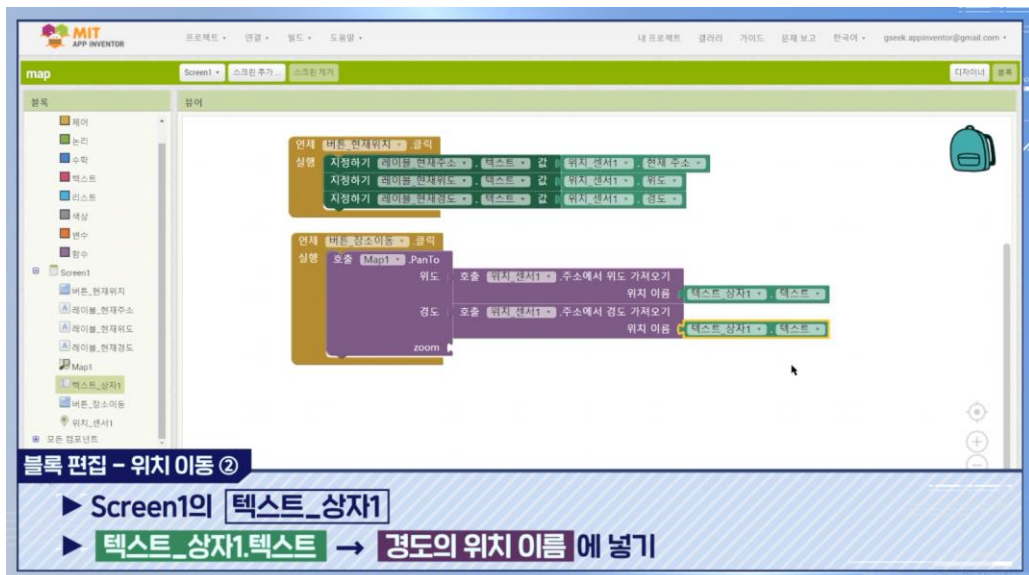 MIT
APP INVENTOR
프로젝트 연결 빌드 도움말 내 프로젝트 갤러리 가이드 문제 보고 한국어 gseek.appinventor@gmail.com
map Screen1 스크린 추가... 스크린 제거 디자이너 블록
블록 뷰어
제어
논리
수학
텍스트
리스트
색상
변수
함수
Screen1
버튼_현재위치
레이블_현재주소
레이블_현재위도
레이블_현재경도
Map1
텍스트_상자1
버튼_장소이동
위치_센서1
모든 컴포넌트
언제 버튼_현재위치 .클릭
실행 지정하기 레이블_현재주소 . 텍스트 값 위치_센서1 . 현재 주소
지정하기 레이블_현재위도 . 텍스트 값 위치_센서1 . 위도
지정하기 레이블_현재경도 . 텍스트 값 위치_센서1 . 경도
언제 버튼_장소이동 .클릭
실행 호출 Map1 .PanTo
위도 호출 위치_센서1 .주소에서 위도 가져오기
위치 이름 텍스트_상자1 . 텍스트
경도 호출 위치_센서1 .주소에서 경도 가져오기
위치 이름 텍스트_상자1 . 텍스트
zoom
블록 편집 - 위치 이동 ②
▶ Screen1의 텍스트_상자1
▶ 텍스트_상자1.텍스트 → 경도의 위치 이름 에 넣기